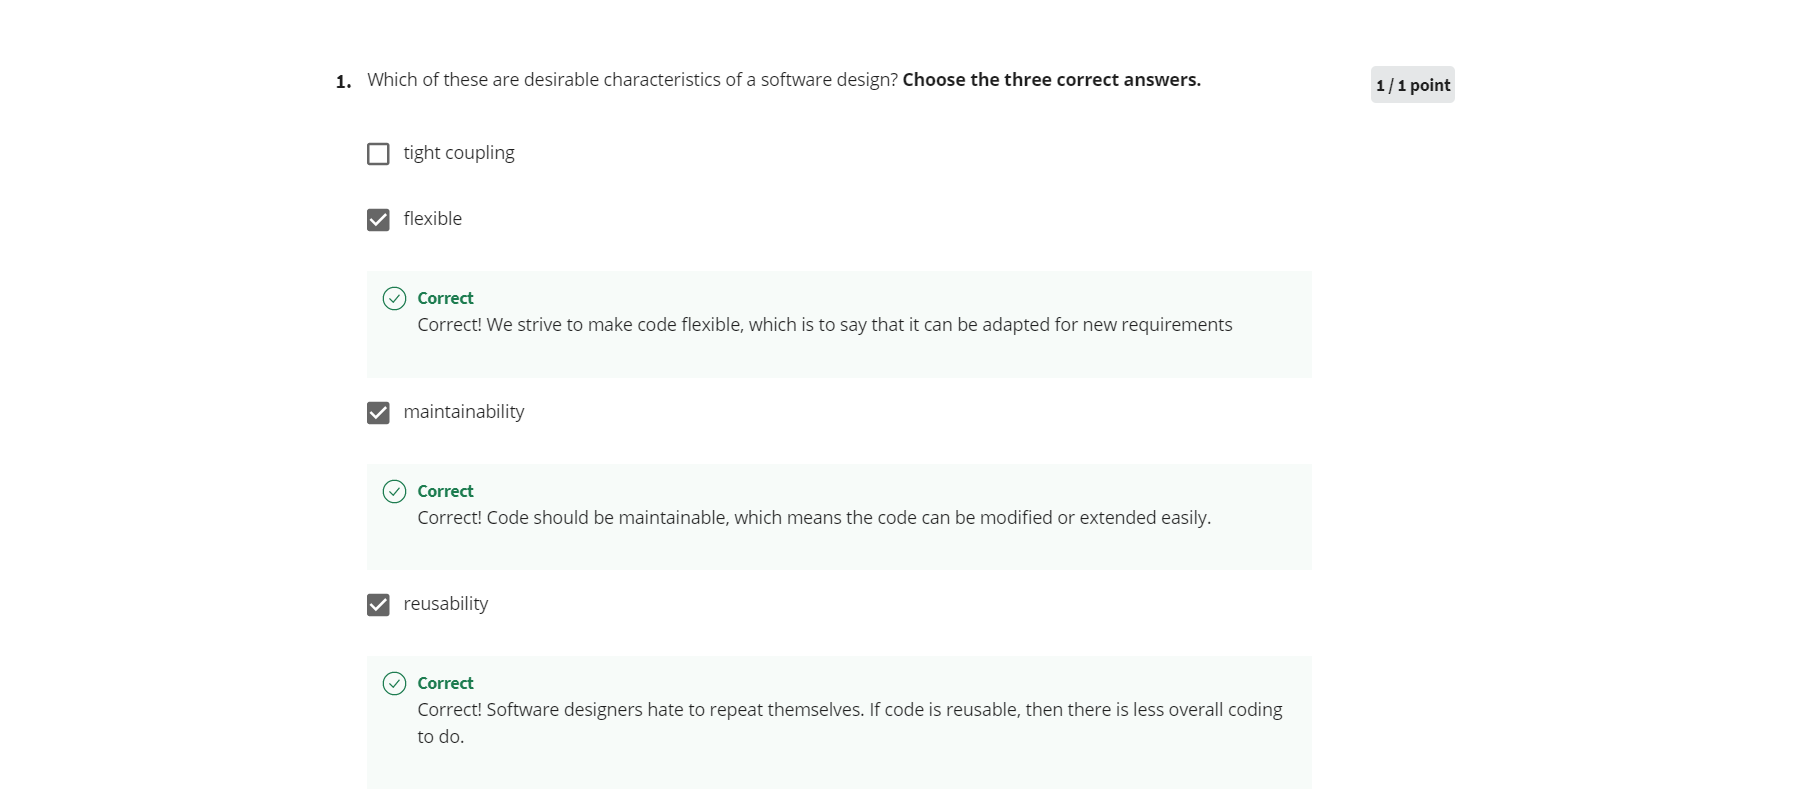 1. Which of these are desirable characteristics of a software design? Choose the three correct answers.
1 / 1 point
tight coupling
flexible
Correct
Correct! We strive to make code flexible, which is to say that it can be adapted for new requirements
maintainability
Correct
Correct! Code should be maintainable, which means the code can be modified or extended easily.
reusability
Correct
Correct! Software designers hate to repeat themselves. If code is reusable, then there is less overall coding
to do.